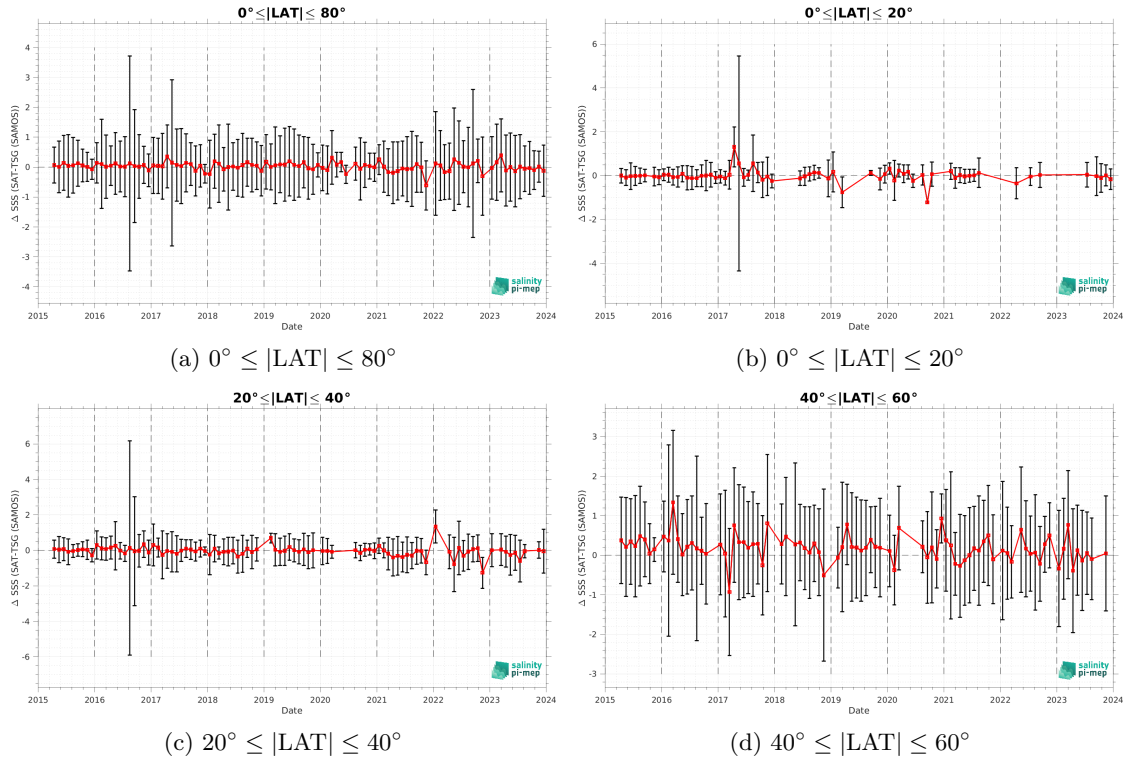 0°≤|LAT|≤ 80°
Δ SSS (SAT-TSG (SAMOS))
4
3
2
1
0
-1
-2
-3
-4
2015 2016 2017 2018 2019 2020 2021 2022 2023 2024
Date
salinity
pi-mep
(a) 0° ≤ |LAT| ≤ 80°
0°≤|LAT|≤ 20°
Δ SSS (SAT-TSG (SAMOS))
6
4
2
0
-2
-4
2015 2016 2017 2018 2019 2020 2021 2022 2023 2024
Date
salinity
pi-mep
(b) 0° ≤ |LAT| ≤ 20°
20°≤|LAT|≤ 40°
Δ SSS (SAT-TSG (SAMOS))
6
4
2
0
-2
-4
-6
2015 2016 2017 2018 2019 2020 2021 2022 2023 2024
Date
salinity
pi-mep
(c) 20° ≤ |LAT| ≤ 40°
40°≤|LAT|≤ 60°
Δ SSS (SAT-TSG (SAMOS))
3
2
1
0
-1
-2
-3
2015 2016 2017 2018 2019 2020 2021 2022 2023 2024
Date
salinity
pi-mep
(d) 40° ≤ |LAT| ≤ 60°